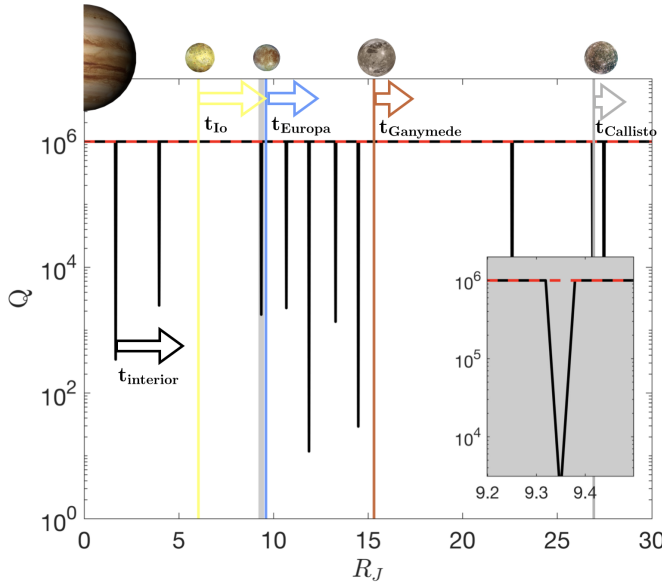 t_Io t_Europa t_Ganymede t_Callisto
10^6
10^4
10^2
10^0
Q
t_interior
10^6
10^5
10^4
9.2 9.3 9.4
0 5 10 15 20 25 30
R_J